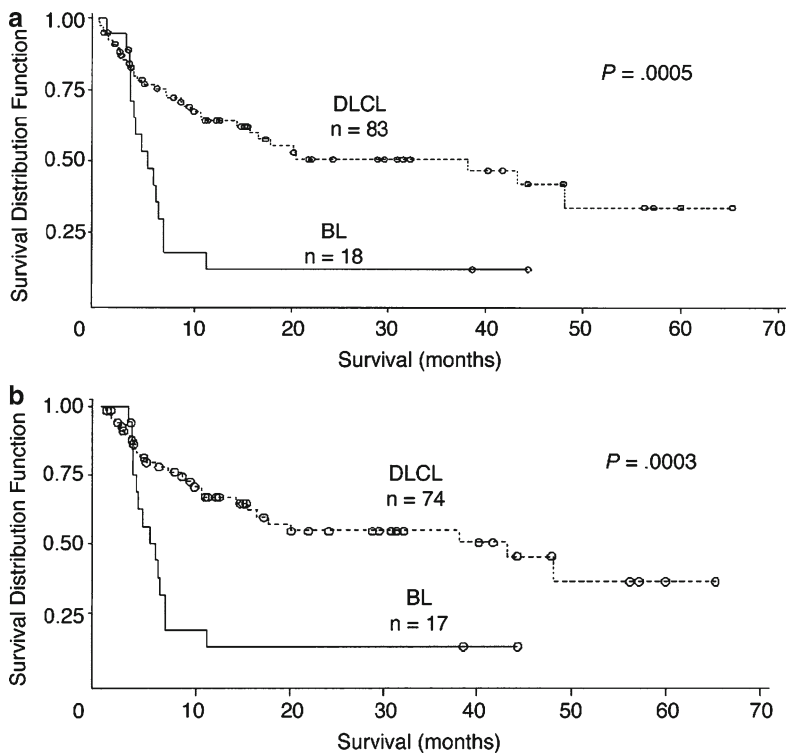 a
Survival Distribution Function
1.00
0.75
0.50
0.25
P = .0005
DLCL
n = 83
BL
n = 18
0 10 20 30 40 50 60 70
Survival (months)
b
Survival Distribution Function
1.00
0.75
0.50
0.25
P = .0003
DLCL
n = 74
BL
n = 17
0 10 20 30 40 50 60 70
Survival (months)